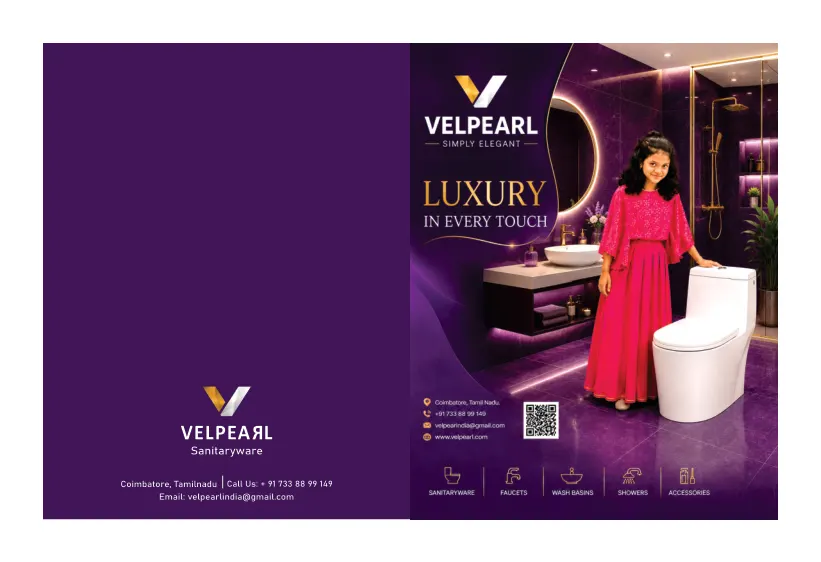 VELPEARL
Sanitaryware
Coimbatore, Tamilnadu | Call Us: + 91 733 88 99 149
Email: velpearlindia@gmail.com
VELPEARL
SIMPLY ELEGANT
LUXURY
IN EVERY TOUCH
Coimbatore, Tamil Nadu.
+91 733 88 99 149
velpearindia@gmail.com
www.velpearl.com
SANITARYWARE FAUCETS WASH BASINS SHOWERS ACCESSORIES